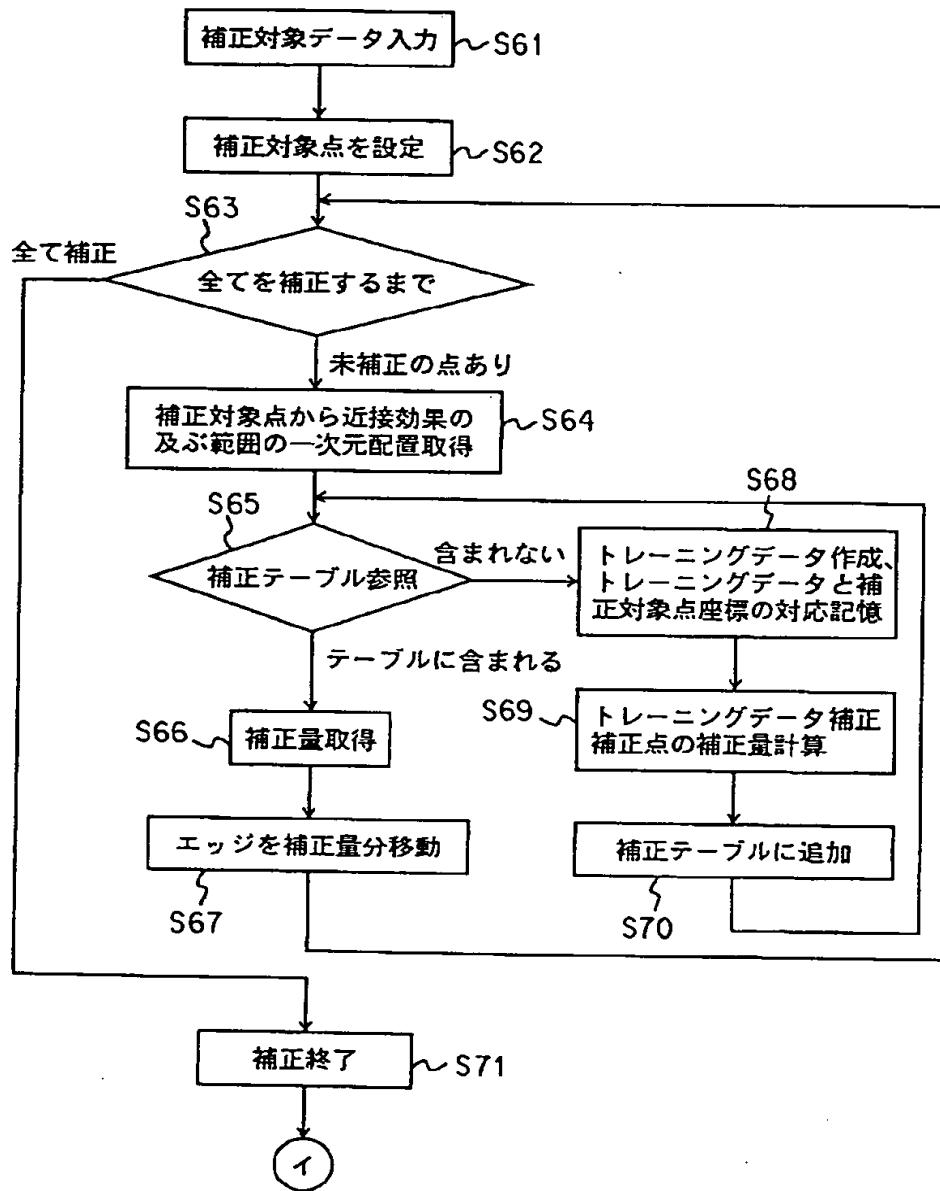 補正対象データ入力
S61
補正対象点を設定
S62
S63
全て補正
全てを補正するまで
未補正の点あり
補正対象点から近接効果の
及ぶ範囲の一次元配置取得
S64
S65
補正テーブル参照
含まれない
S68
トレーニングデータ作成、
トレーニングデータと補
正対象点座標の対応記憶
テーブルに含まれる
S66
補正量取得
S69
トレーニングデータ補正
補正点の補正量計算
エッジを補正量分移動
S67
補正テーブルに追加
S70
補正終了
S71
イ